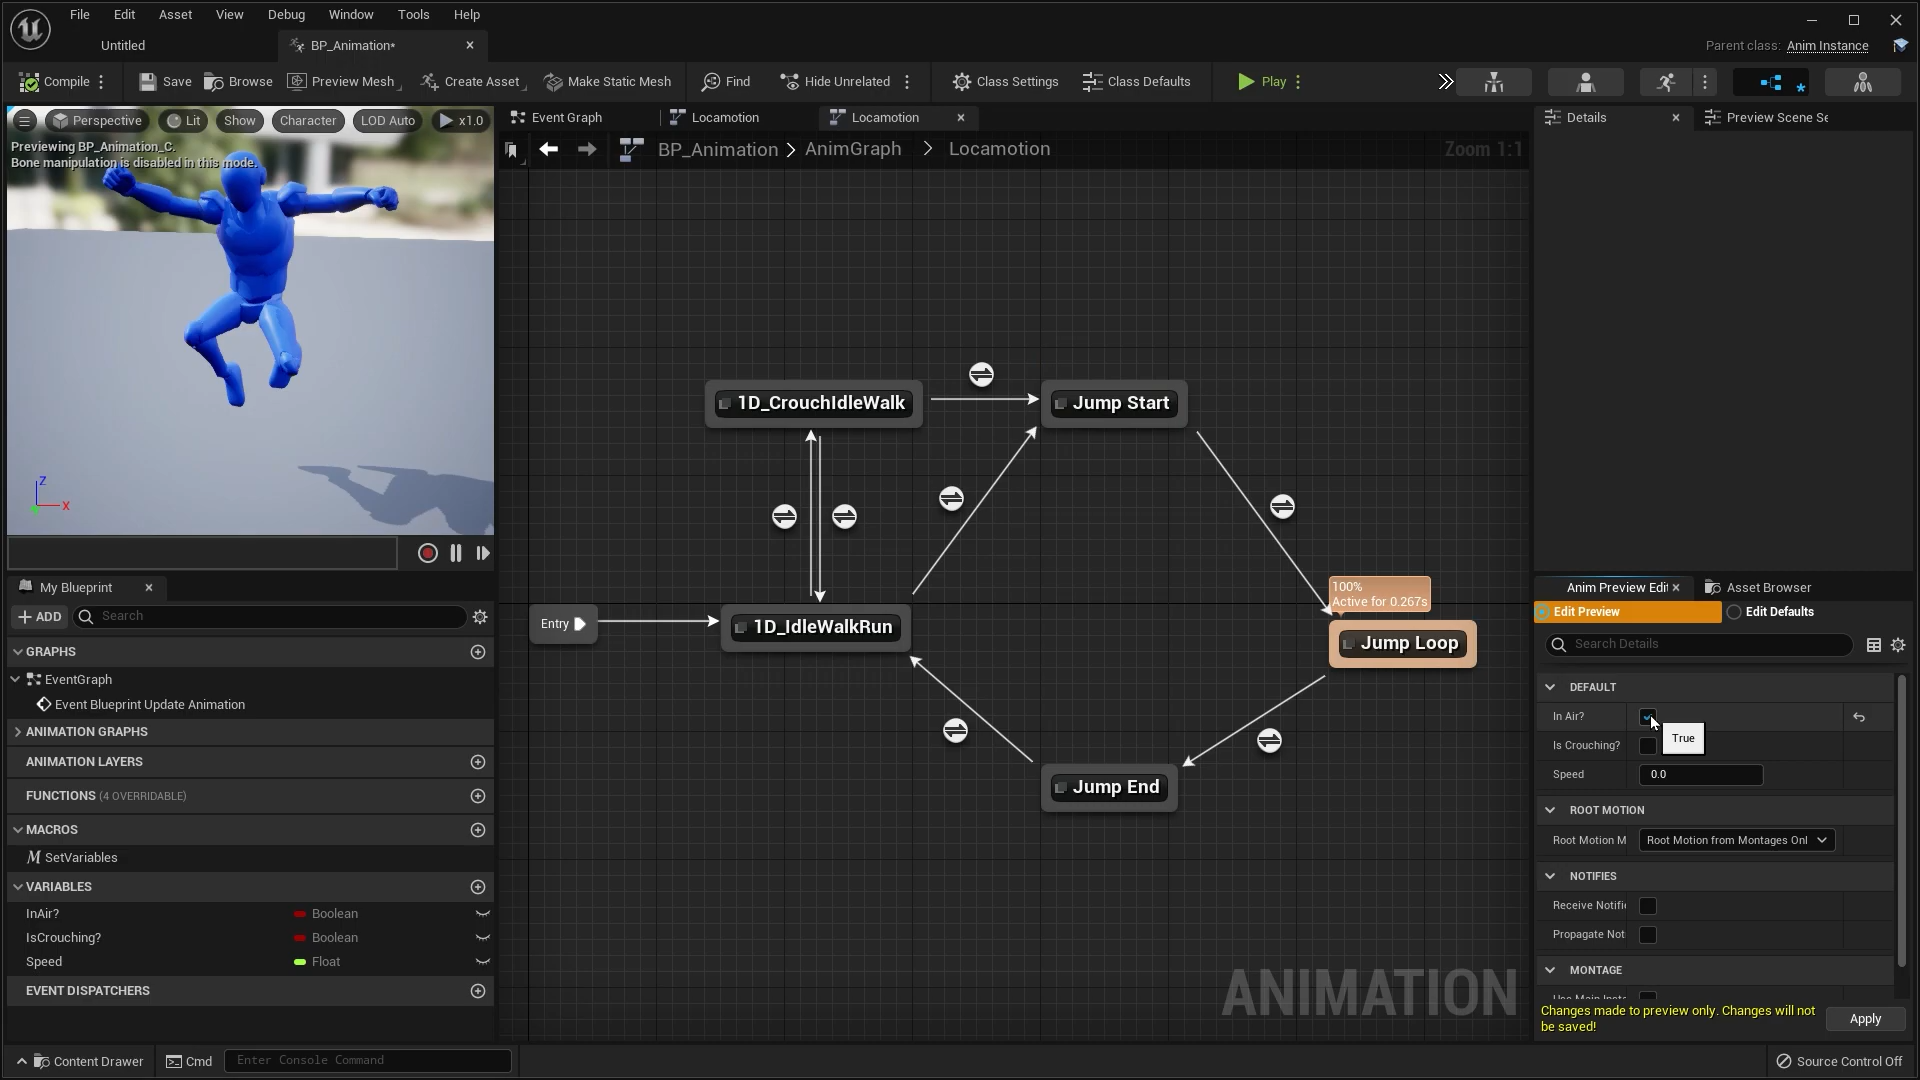 File Edit Asset View Debug Window Tools Help
Untitled
BP_Animation*
Parent class: Anim Instance
Compile
Save
Browse
Preview Mesh
Create Asset
Make Static Mesh
Find
Hide Unrelated
Class Settings
Class Defaults
Play
Perspective
Lit
Show
Character
LOD Auto
x1.0
Previewing BP_Animation_C.
Bone manipulation is disabled in this mode.
Z
X
Event Graph
Locamotion
Locamotion
BP_Animation > AnimGraph > Locamotion
Zoom 1:1
1D_CrouchIdleWalk
Jump Start
Entry
1D_IdleWalkRun
100%
Active for 0.267s
Jump Loop
Jump End
ANIMATION
My Blueprint
ADD
Search
GRAPHS
EventGraph
Event Blueprint Update Animation
ANIMATION GRAPHS
ANIMATION LAYERS
FUNCTIONS (4 OVERRIDABLE)
MACROS
SetVariables
VARIABLES
InAir? Boolean
IsCrouching? Boolean
Speed Float
EVENT DISPATCHERS
Details
Preview Scene Se
Anim Preview Edit
Asset Browser
Edit Preview
Edit Defaults
Search Details
DEFAULT
In Air?
True
Is Crouching?
Speed 0.0
ROOT MOTION
Root Motion M Root Motion from Montages Onl
NOTIFIES
Receive Notifie
Propagate Not
MONTAGE
Changes made to preview only. Changes will not
be saved!
Apply
Content Drawer
Cmd
Enter Console Command
Source Control Off